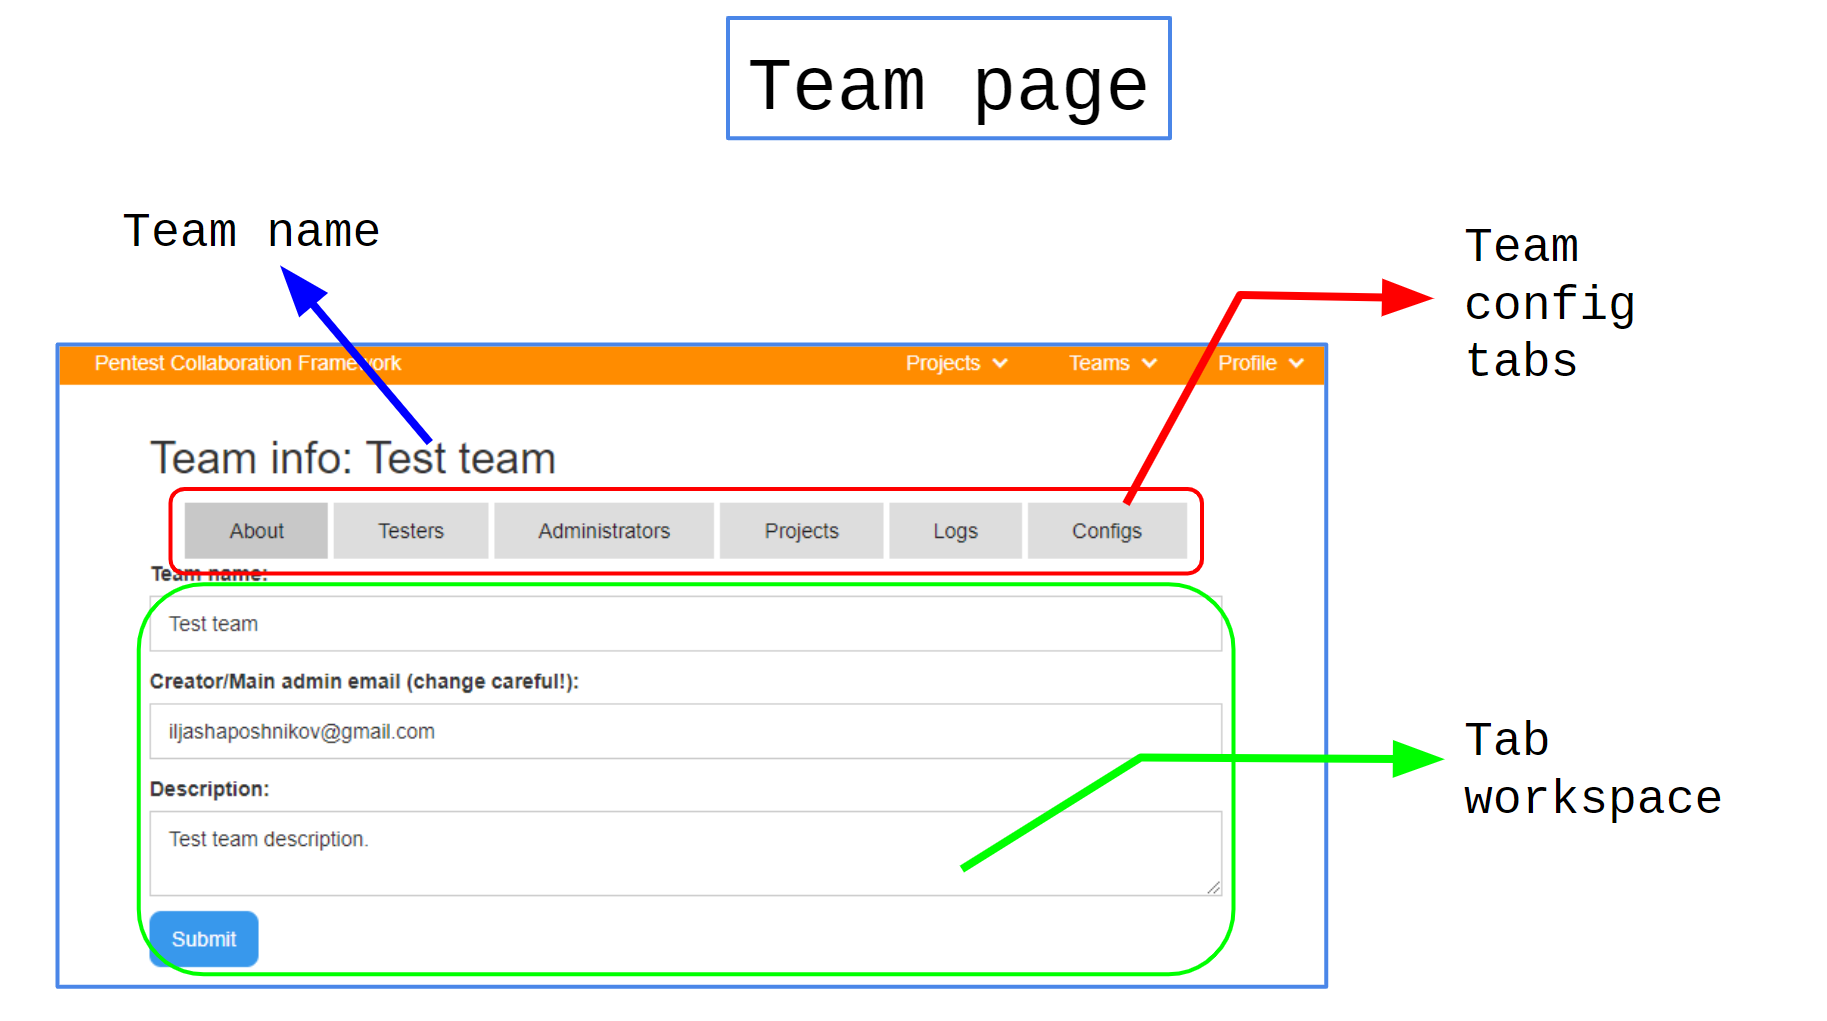 Team page
Team name
Team
config
tabs
Pentest Collaboration Framework
Projects
Teams
Profile
Team info: Test team
About
Testers
Administrators
Projects
Logs
Configs
Team name:
Test team
Creator/Main admin email (change careful!):
iljashaposhnikov@gmail.com
Description:
Test team description.
Tab
workspace
Submit